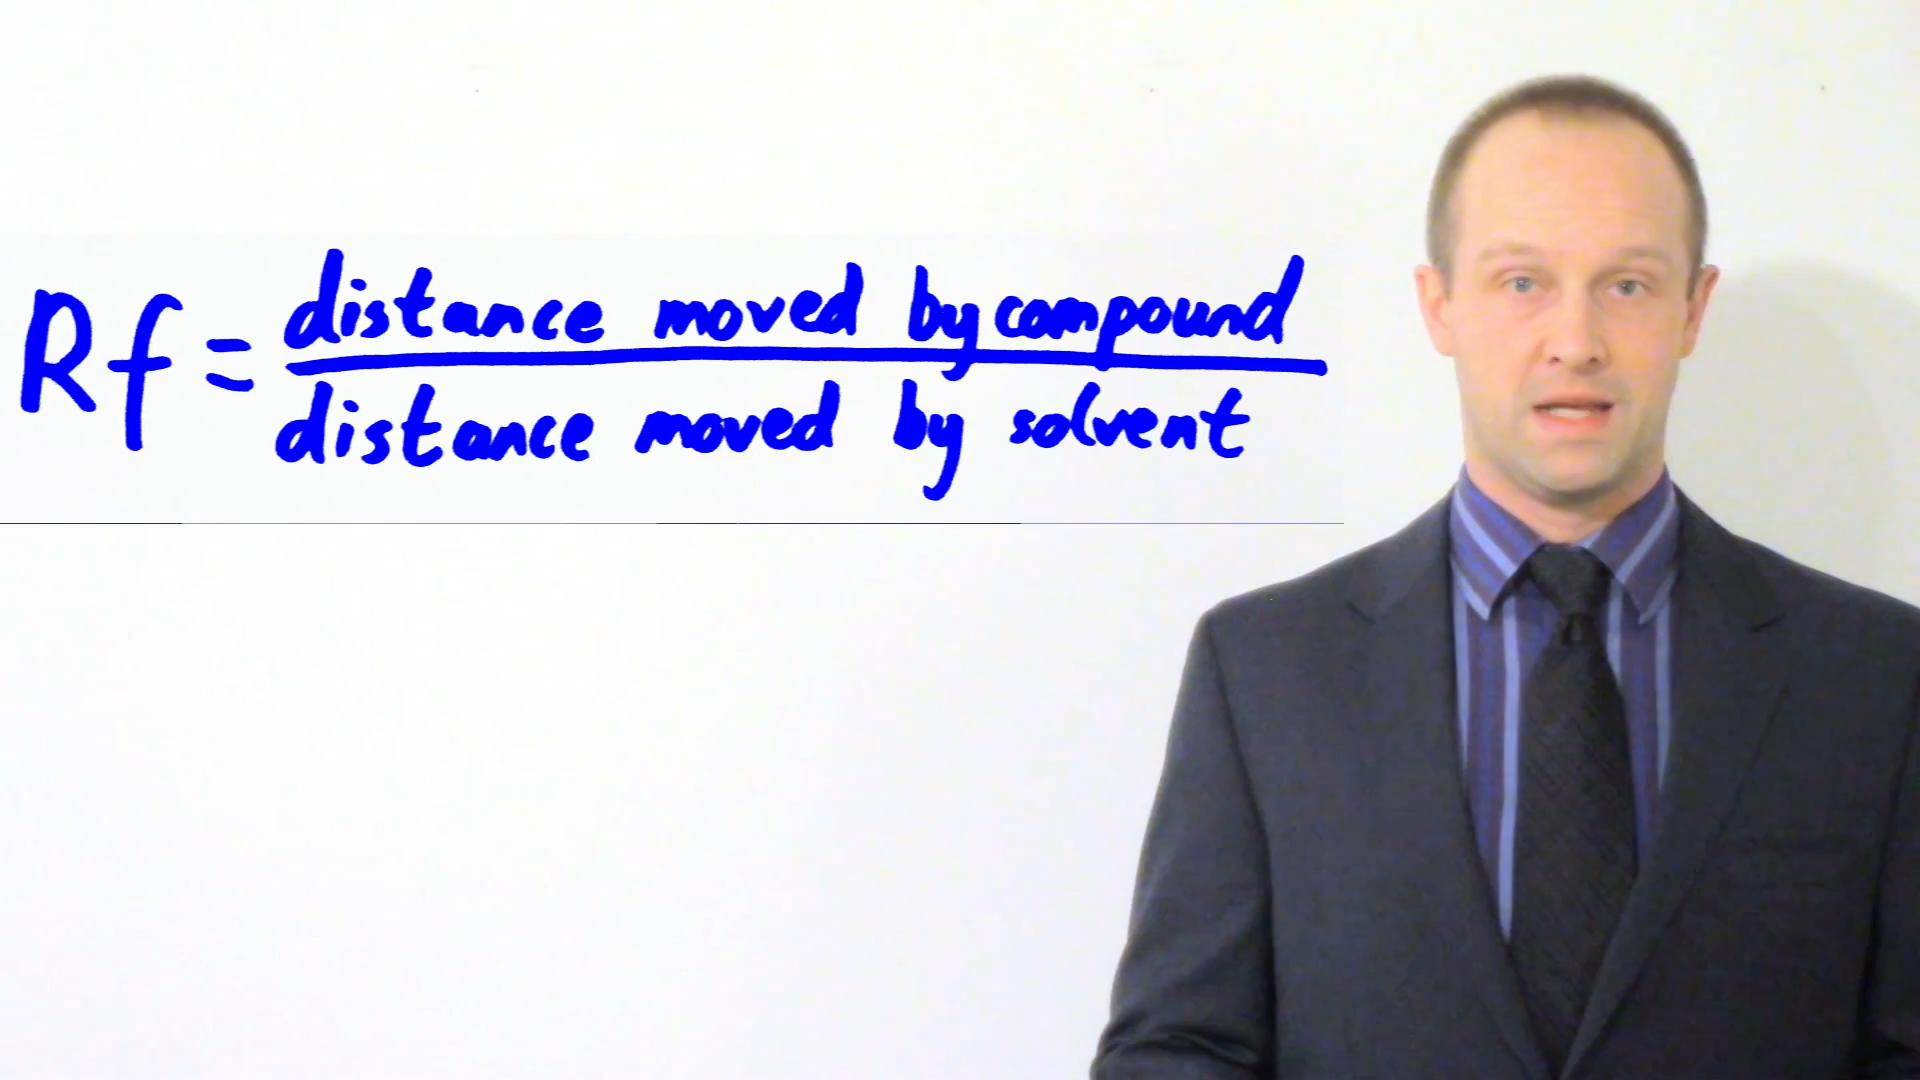 Rf = distance moved by compound
distance moved by solvent